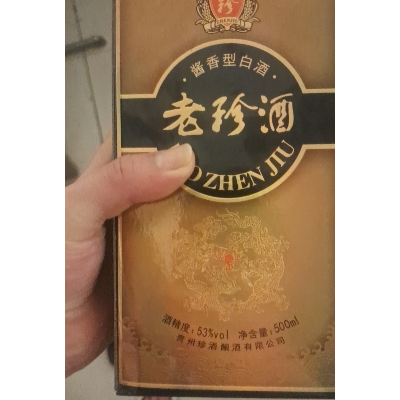 珍
·酱香型白酒·
老珍酒
O ZHEN JIU
酒精度：53%vol 净含量：500ml
贵州珍酒酿酒有限公司